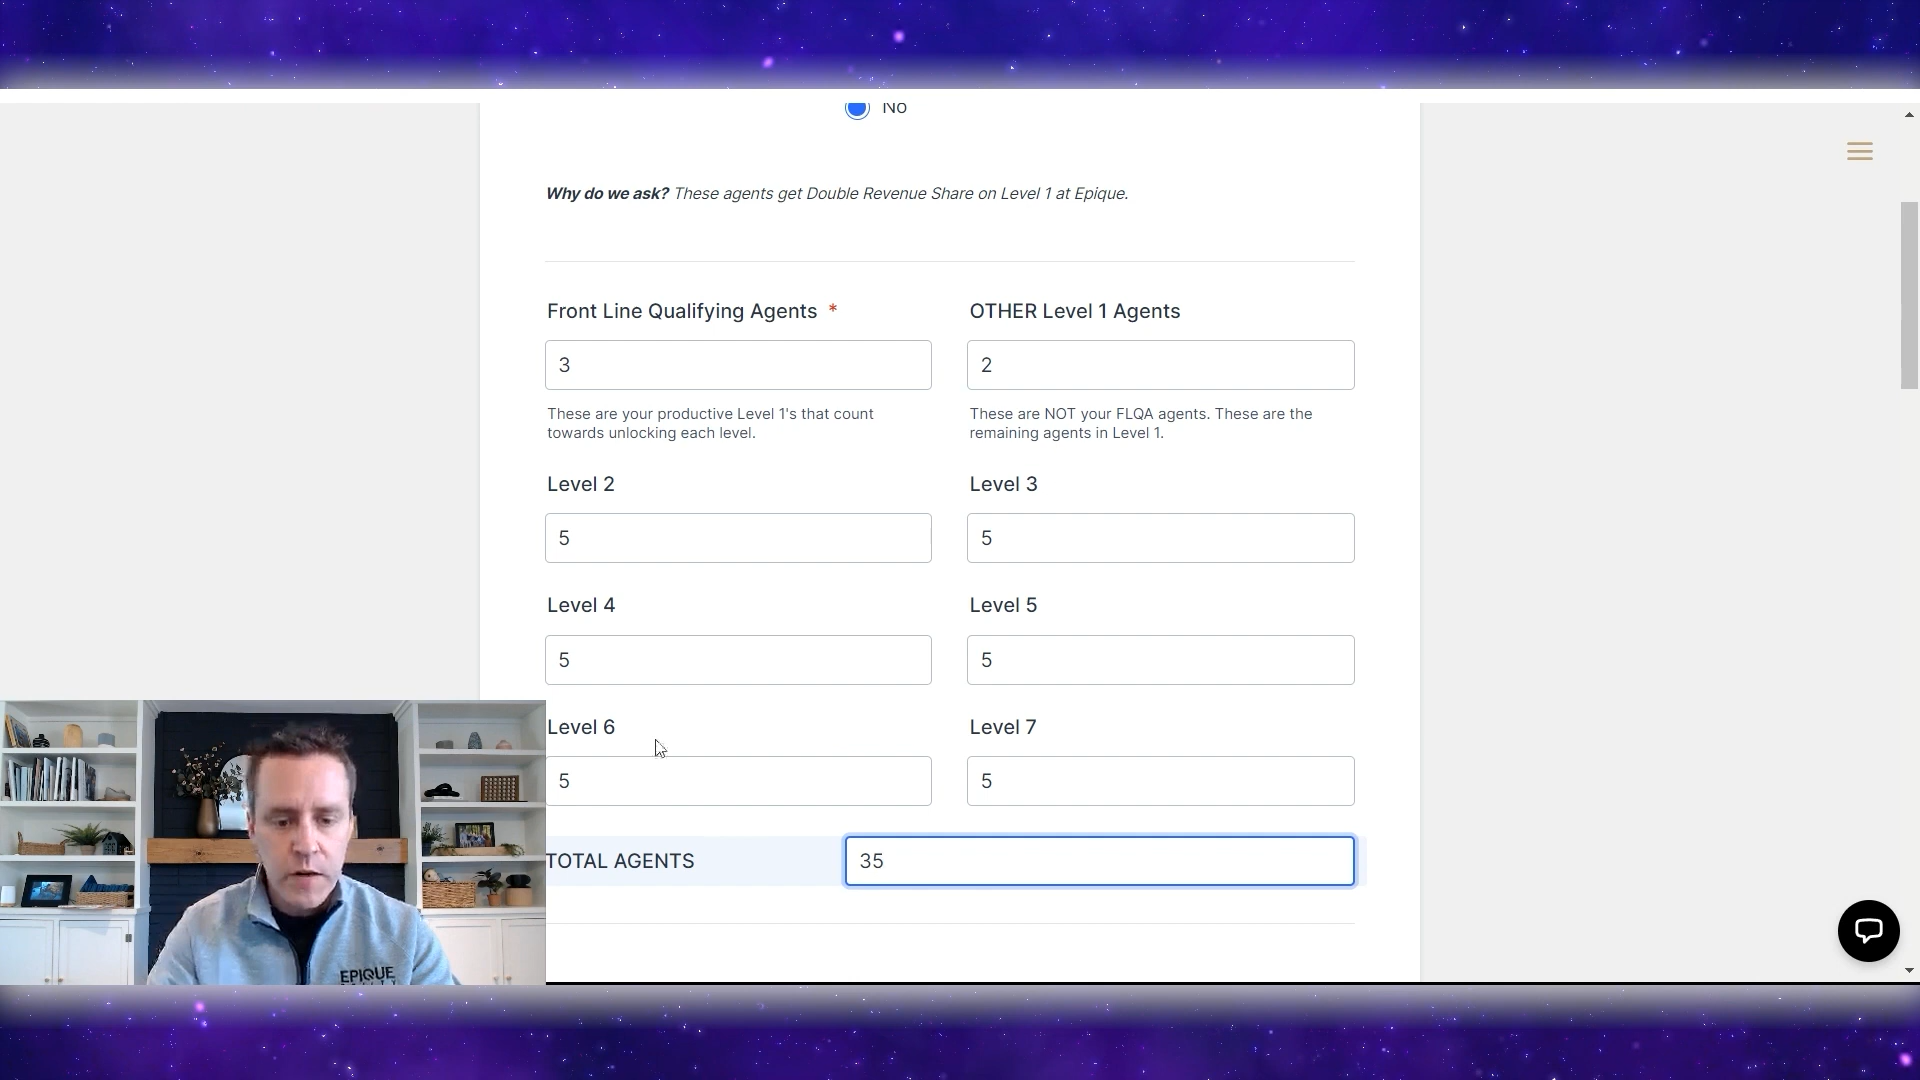 No
Why do we ask? These agents get Double Revenue Share on Level 1 at Epique.
Front Line Qualifying Agents *
OTHER Level 1 Agents
3
2
These are your productive Level 1's that count
towards unlocking each level.
These are NOT your FLQA agents. These are the
remaining agents in Level 1.
Level 2
Level 3
5
5
Level 4
Level 5
5
5
Level 6
Level 7
5
5
TOTAL AGENTS
35
EPIQUE